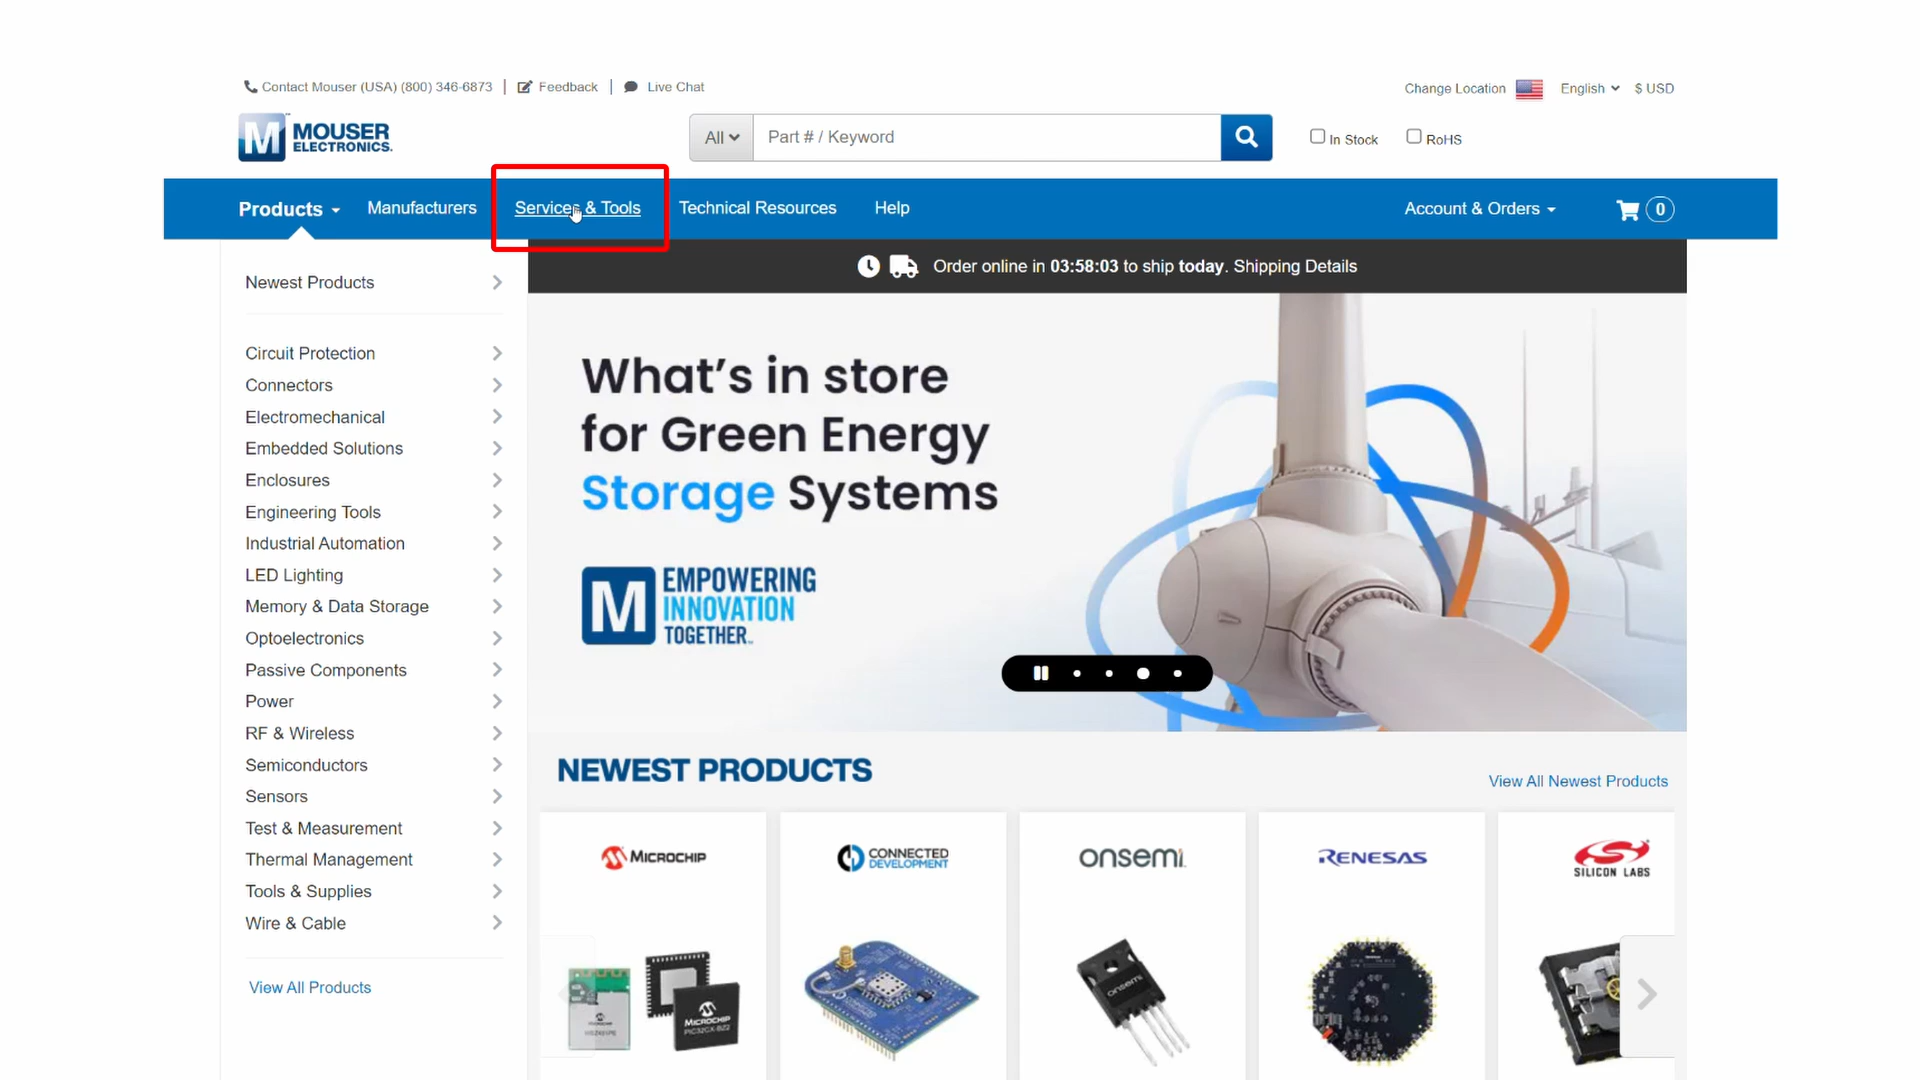 Contact Mouser (USA) (800) 346-6873 | Feedback | Live Chat
Change Location English $ USD
M MOUSER
ELECTRONICS.
All Part # / Keyword
In Stock RoHS
Products Manufacturers Services & Tools Technical Resources Help
Account & Orders 0
Order online in 03:58:03 to ship today. Shipping Details
Newest Products
Circuit Protection
Connectors
Electromechanical
Embedded Solutions
Enclosures
Engineering Tools
Industrial Automation
LED Lighting
Memory & Data Storage
Optoelectronics
Passive Components
Power
RF & Wireless
Semiconductors
Sensors
Test & Measurement
Thermal Management
Tools & Supplies
Wire & Cable
View All Products
What's in store
for Green Energy
Storage Systems
M EMPOWERING
INNOVATION
TOGETHER™
NEWEST PRODUCTS
View All Newest Products
MICROCHIP
CONNECTED
DEVELOPMENT
onsemi
RENESAS
SILICON LABS
MICROCHIP
PIC32CX-BZ2
onsemi